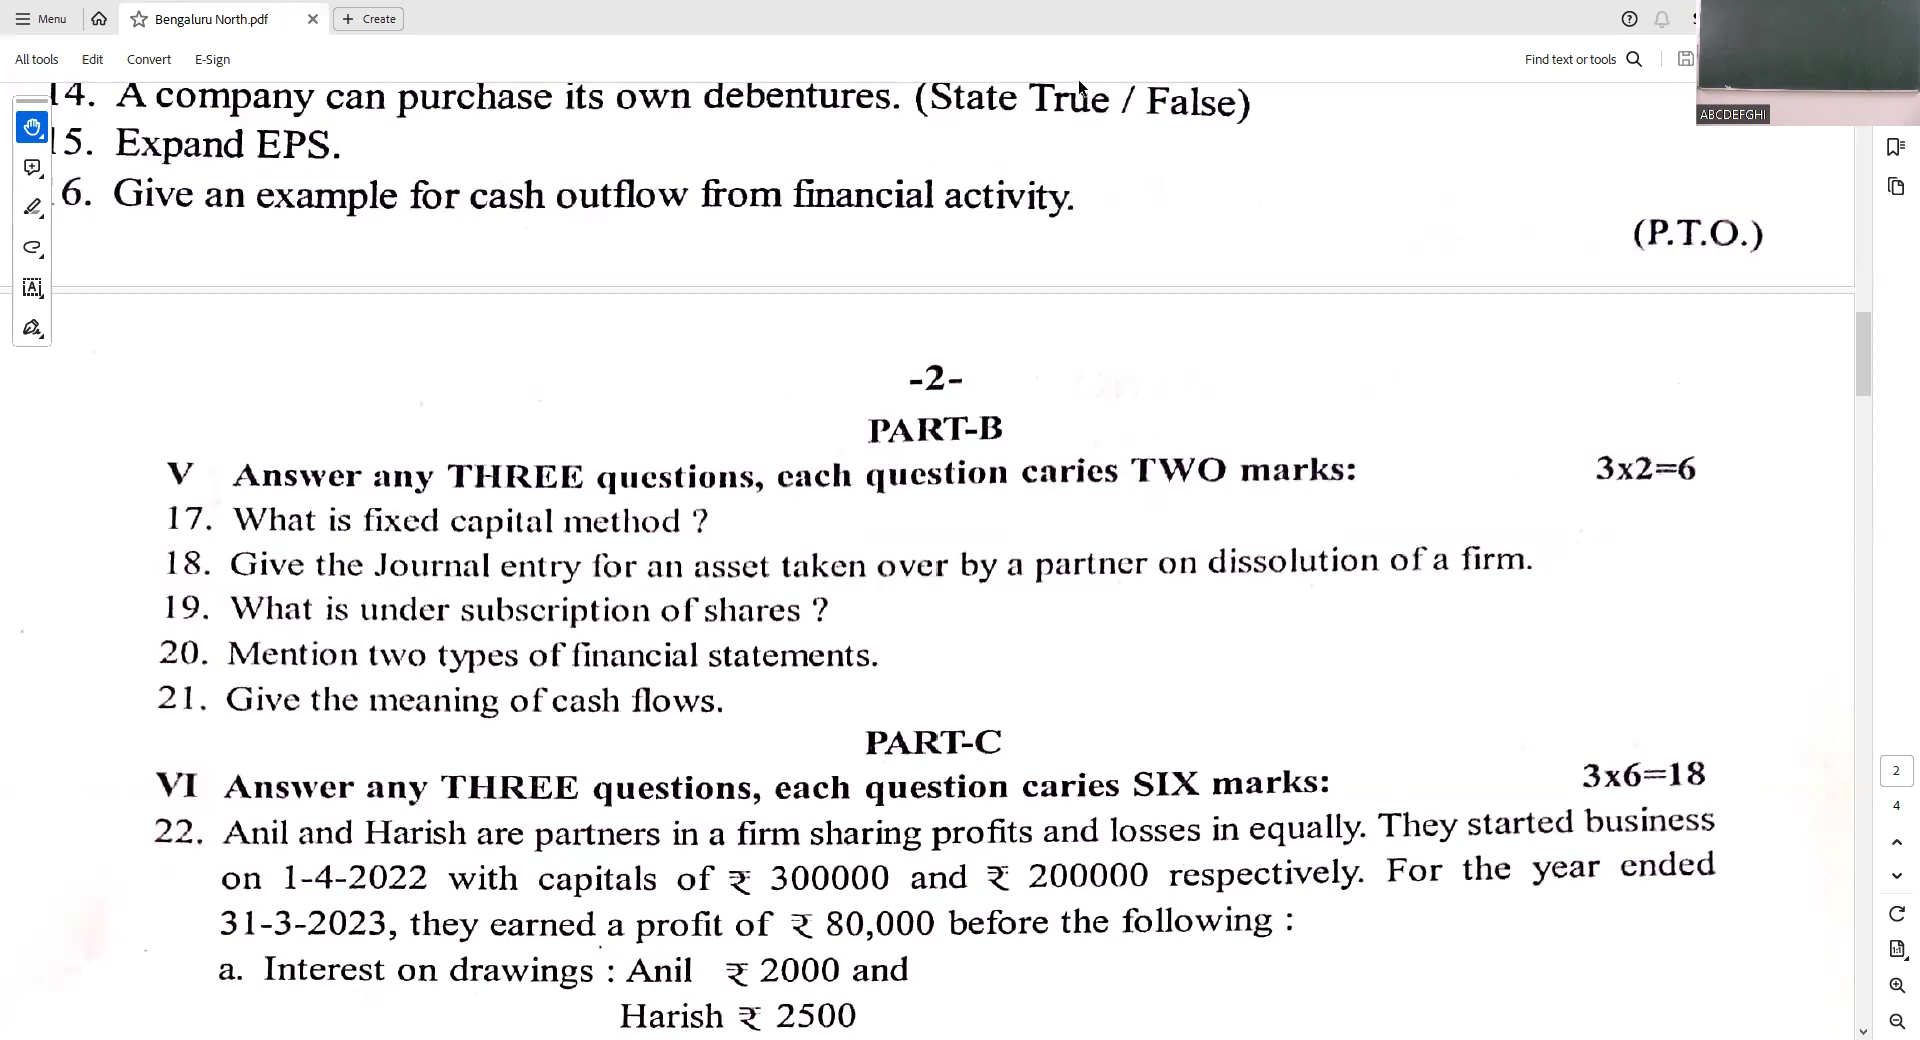 Menu
Bengaluru North.pdf
Create
All tools
Edit
Convert
E-Sign
Find text or tools
ABCDEFGHI
14. A company can purchase its own debentures. (State True / False)
15. Expand EPS.
6. Give an example for cash outflow from financial activity.
(P.T.O.)
-2-
PART-B
V Answer any THREE questions, each question caries TWO marks: 3x2=6
17. What is fixed capital method ?
18. Give the Journal entry for an asset taken over by a partner on dissolution of a firm.
19. What is under subscription of shares ?
20. Mention two types of financial statements.
21. Give the meaning of cash flows.
PART-C
VI Answer any THREE questions, each question caries SIX marks: 3x6=18
22. Anil and Harish are partners in a firm sharing profits and losses in equally. They started business
on 1-4-2022 with capitals of ₹ 300000 and ₹ 200000 respectively. For the year ended
31-3-2023, they earned a profit of ₹ 80,000 before the following :
a. Interest on drawings : Anil ₹ 2000 and
Harish ₹ 2500
2
4